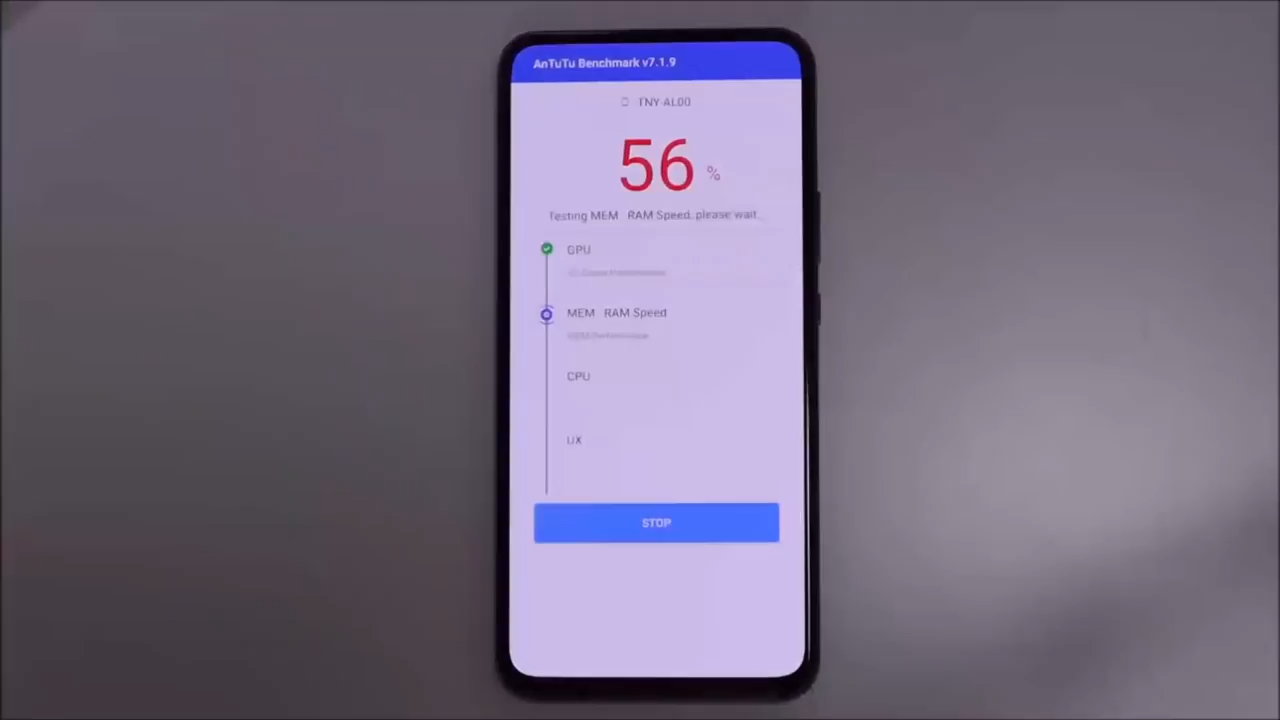 AnTuTu Benchmark v7.1.9
TNY-AL00
56 %
Testing MEM RAM Speed, please wait..
GPU
MEM RAM Speed
CPU
UX
STOP